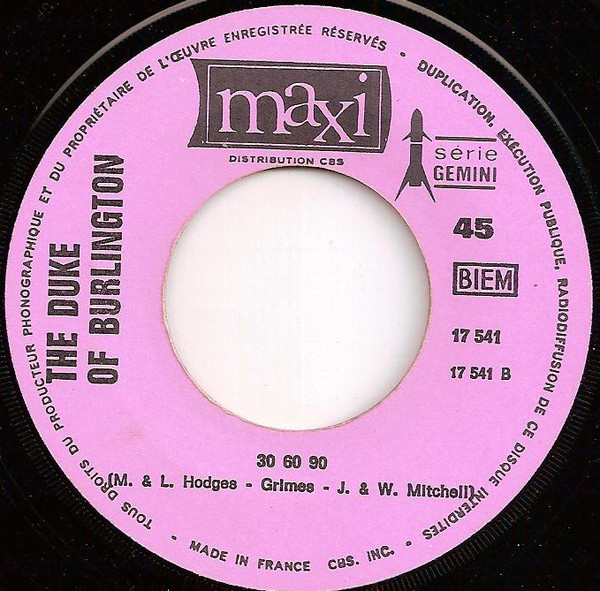 TOUS DROITS DU PRODUCTEUR PHONOGRAPHIQUE ET DU PROPRIÉTAIRE DE L'ŒUVRE ENREGISTRÉE RÉSERVÉS - DUPLICATION, EXÉCUTION PUBLIQUE, RADIODIFFUSION DE CE DISQUE INTERDITES
maxi
DISTRIBUTION CBS
série
GEMINI
THE DUKE
OF BURLINGTON
45
BIEM
17 541
17 541 B
30 60 90
(M. & L. Hodges - Grimes - J. & W. Mitchell)
- MADE IN FRANCE CBS. INC. -